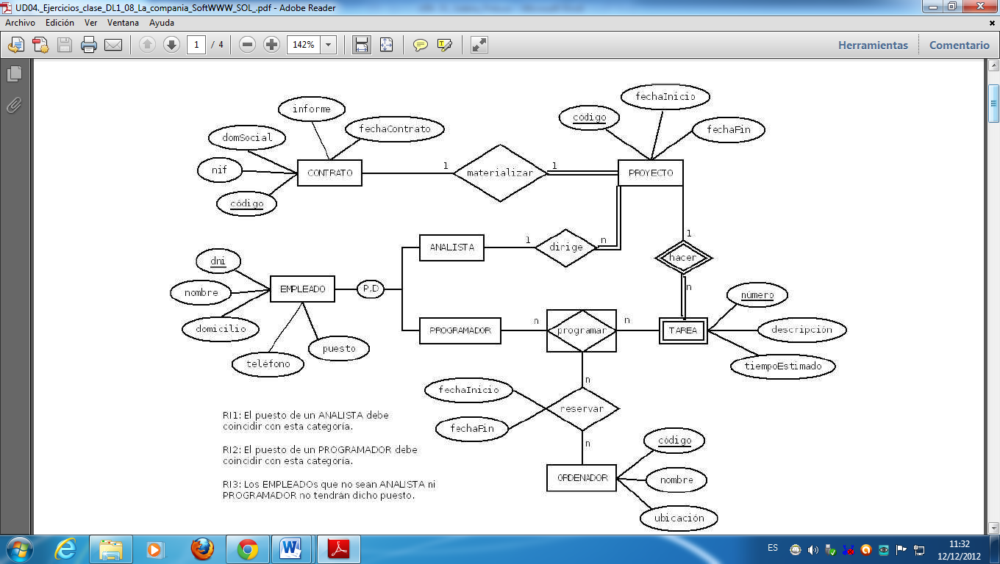 UD04._Ejercicios_clase_DL1_08_La_compania_SoftWWW_SOL_.pdf - Adobe Reader
Archivo Edición Ver Ventana Ayuda
1 / 4 142% Herramientas Comentario
fechaInicio
informe
código
fechaContrato
fechaFin
domSocial
nif
CONTRATO
1
materializar
1
PROYECTO
código
1
ANALISTA
1
dirige
n
hacer
dni
nombre
EMPLEADO
P,D
n
número
domicilio
PROGRAMADOR
n
programar
n
TAREA
descripción
puesto
teléfono
tiempoEstimado
n
fechaInicio
reservar
fechaFin
n
código
ORDENADOR
nombre
ubicación
RI1: El puesto de un ANALISTA debe
coincidir con esta categoría.
RI2: El puesto de un PROGRAMADOR debe
coincidir con esta categoría.
RI3: Los EMPLEADOs que no sean ANALISTA ni
PROGRAMADOR no tendrán dicho puesto.
ES
11:32
12/12/2012